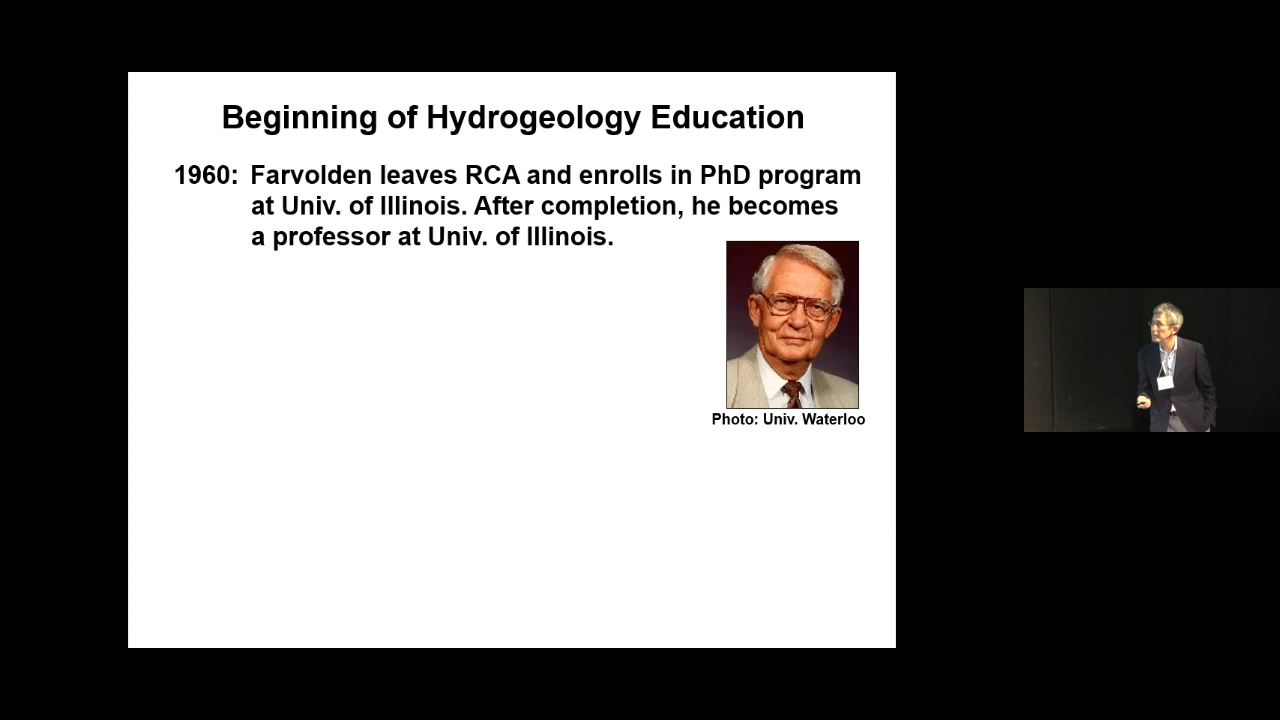 Beginning of Hydrogeology Education
1960: Farvolden leaves RCA and enrolls in PhD program
at Univ. of Illinois. After completion, he becomes
a professor at Univ. of Illinois.
Photo: Univ. Waterloo